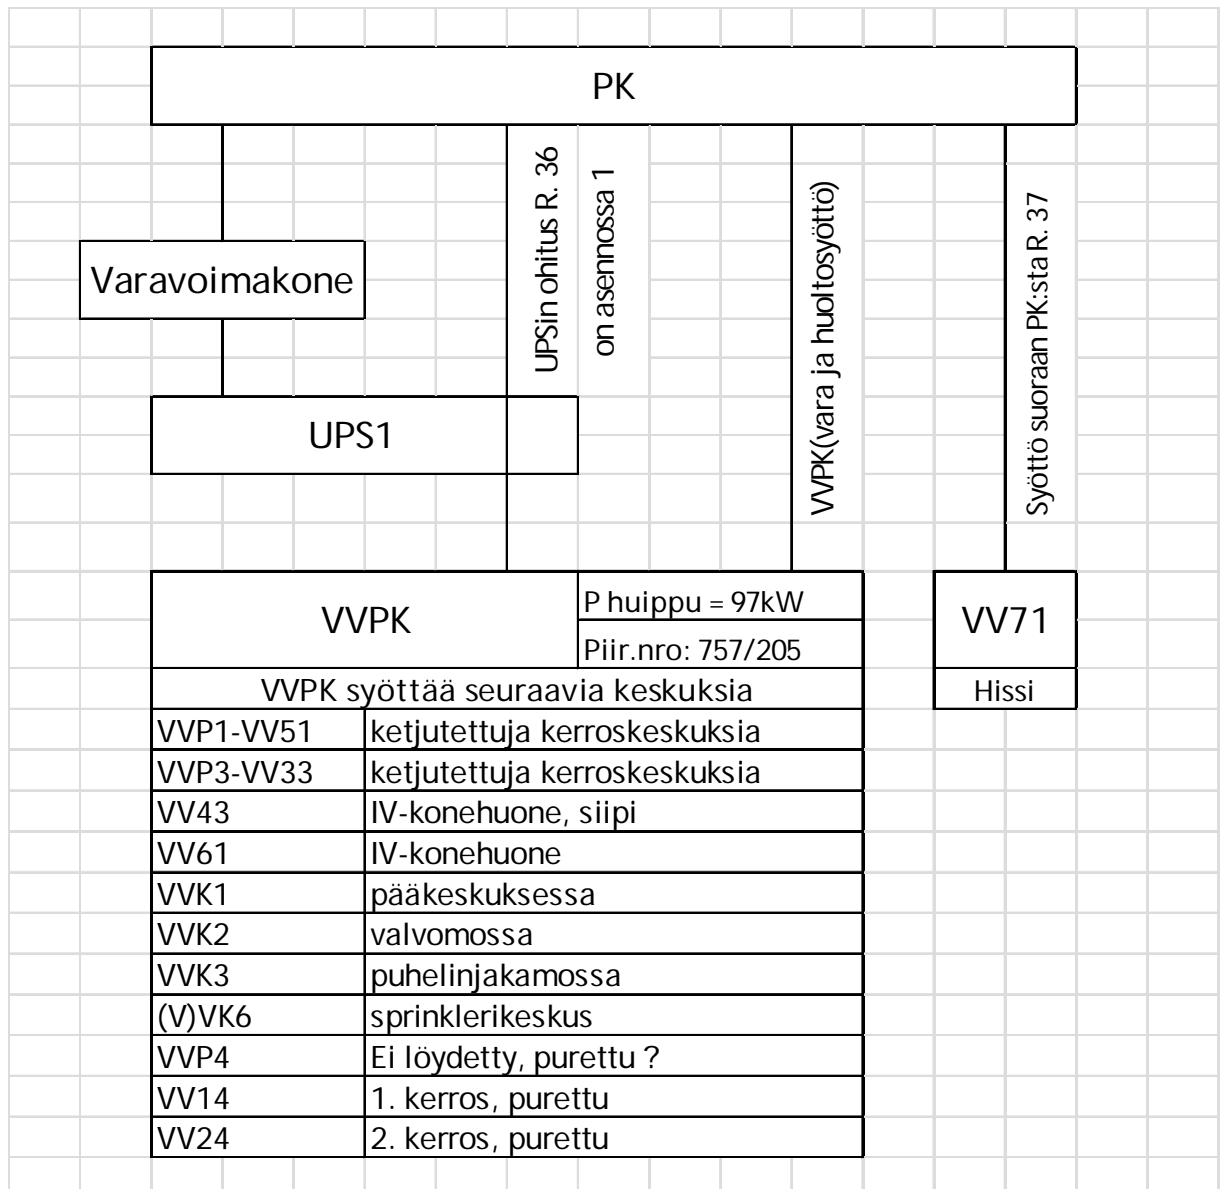 PK
UPSin ohitus R. 36
on asennossa 1
VVPK(vara ja huoltosyöttö)
Syöttö suoraan PK:sta R. 37
Varavoimakone
UPS1
VVPK
P huippu = 97kW
Piir.nro: 757/205
VV71
VVPK syöttää seuraavia keskuksia
Hissi
VVP1-VV51 ketjutettuja kerroskeskuksia
VVP3-VV33 ketjutettuja kerroskeskuksia
VV43 IV-konehuone, siipi
VV61 IV-konehuone
VVK1 pääkeskuksessa
VVK2 valvomossa
VVK3 puhelinjakamossa
(V)VK6 sprinklerikeskus
VVP4 Ei löydetty, purettu ?
VV14 1. kerros, purettu
VV24 2. kerros, purettu